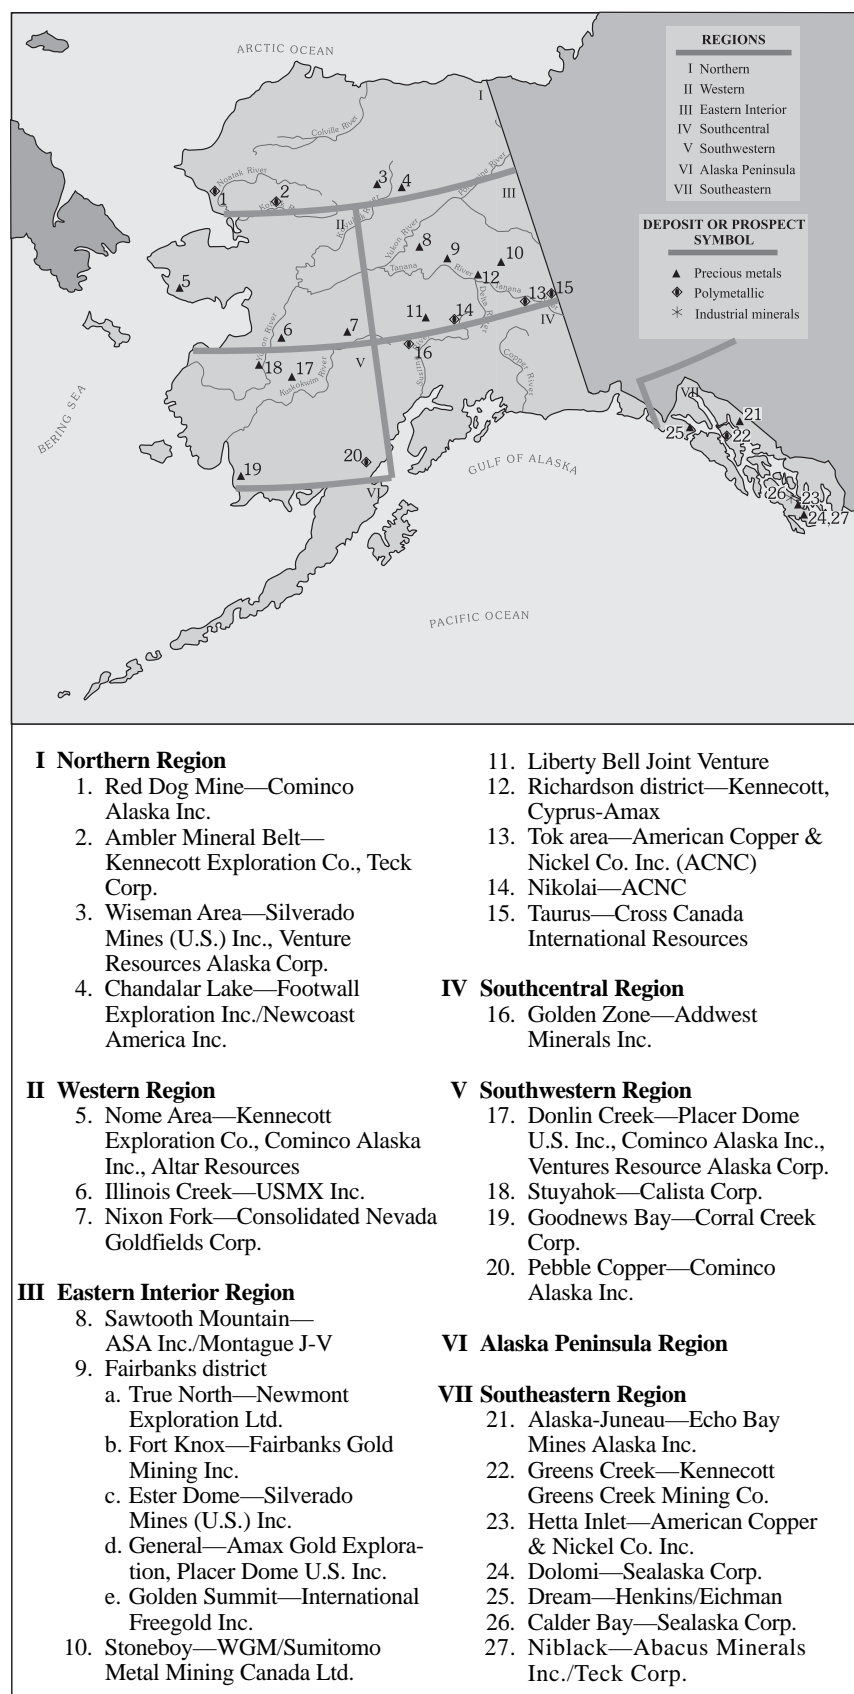 ARCTIC OCEAN
REGIONS
I Northern
II Western
III Eastern Interior
IV Southcentral
V Southwestern
VI Alaska Peninsula
VII Southeastern
DEPOSIT OR PROSPECT
SYMBOL
Precious metals
Polymetallic
Industrial minerals
I
Colville River
Noatak River
1
2
3
4
Porcupine River
III
II
Koyukuk River
Yukon River
8
9
10
Tanana River
12
Tanana
5
13
15
Delta River
11
14
IV
Yukon River
6
7
16
V
18
17
Kuskokwim River
Copper River
BERING SEA
VII
21
25
22
GULF OF ALASKA
19
20
VI
26
23
24,27
PACIFIC OCEAN
I Northern Region
1. Red Dog Mine—Cominco
Alaska Inc.
2. Ambler Mineral Belt—
Kennecott Exploration Co., Teck
Corp.
3. Wiseman Area—Silverado
Mines (U.S.) Inc., Venture
Resources Alaska Corp.
4. Chandalar Lake—Footwall
Exploration Inc./Newcoast
America Inc.
II Western Region
5. Nome Area—Kennecott
Exploration Co., Cominco Alaska
Inc., Altar Resources
6. Illinois Creek—USMX Inc.
7. Nixon Fork—Consolidated Nevada
Goldfields Corp.
III Eastern Interior Region
8. Sawtooth Mountain—
ASA Inc./Montague J-V
9. Fairbanks district
a. True North—Newmont
Exploration Ltd.
b. Fort Knox—Fairbanks Gold
Mining Inc.
c. Ester Dome—Silverado
Mines (U.S.) Inc.
d. General—Amax Gold Explora-
tion, Placer Dome U.S. Inc.
e. Golden Summit—International
Freegold Inc.
10. Stoneboy—WGM/Sumitomo
Metal Mining Canada Ltd.
11. Liberty Bell Joint Venture
12. Richardson district—Kennecott,
Cyprus-Amax
13. Tok area—American Copper &
Nickel Co. Inc. (ACNC)
14. Nikolai—ACNC
15. Taurus—Cross Canada
International Resources
IV Southcentral Region
16. Golden Zone—Addwest
Minerals Inc.
V Southwestern Region
17. Donlin Creek—Placer Dome
U.S. Inc., Cominco Alaska Inc.,
Ventures Resource Alaska Corp.
18. Stuyahok—Calista Corp.
19. Goodnews Bay—Corral Creek
Corp.
20. Pebble Copper—Cominco
Alaska Inc.
VI Alaska Peninsula Region
VII Southeastern Region
21. Alaska-Juneau—Echo Bay
Mines Alaska Inc.
22. Greens Creek—Kennecott
Greens Creek Mining Co.
23. Hetta Inlet—American Copper
& Nickel Co. Inc.
24. Dolomi—Sealaska Corp.
25. Dream—Henkins/Eichman
26. Calder Bay—Sealaska Corp.
27. Niblack—Abacus Minerals
Inc./Teck Corp.